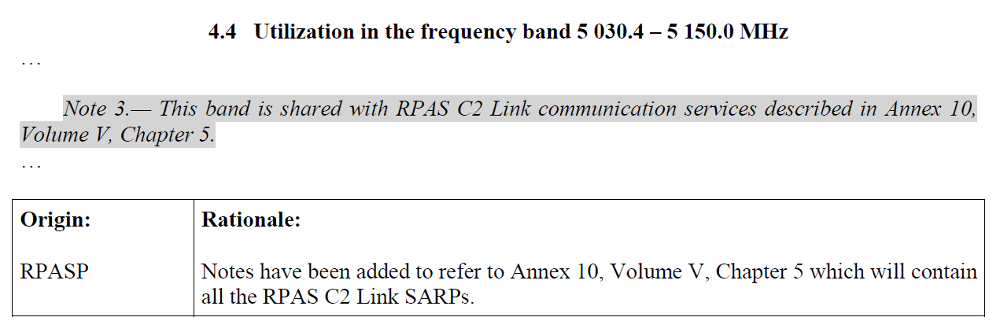 4.4 Utilization in the frequency band 5 030.4 – 5 150.0 MHz
…
Note 3.— This band is shared with RPAS C2 Link communication services described in Annex 10,
Volume V, Chapter 5.
…
Origin:
Rationale:
RPASP
Notes have been added to refer to Annex 10, Volume V, Chapter 5 which will contain
all the RPAS C2 Link SARPs.